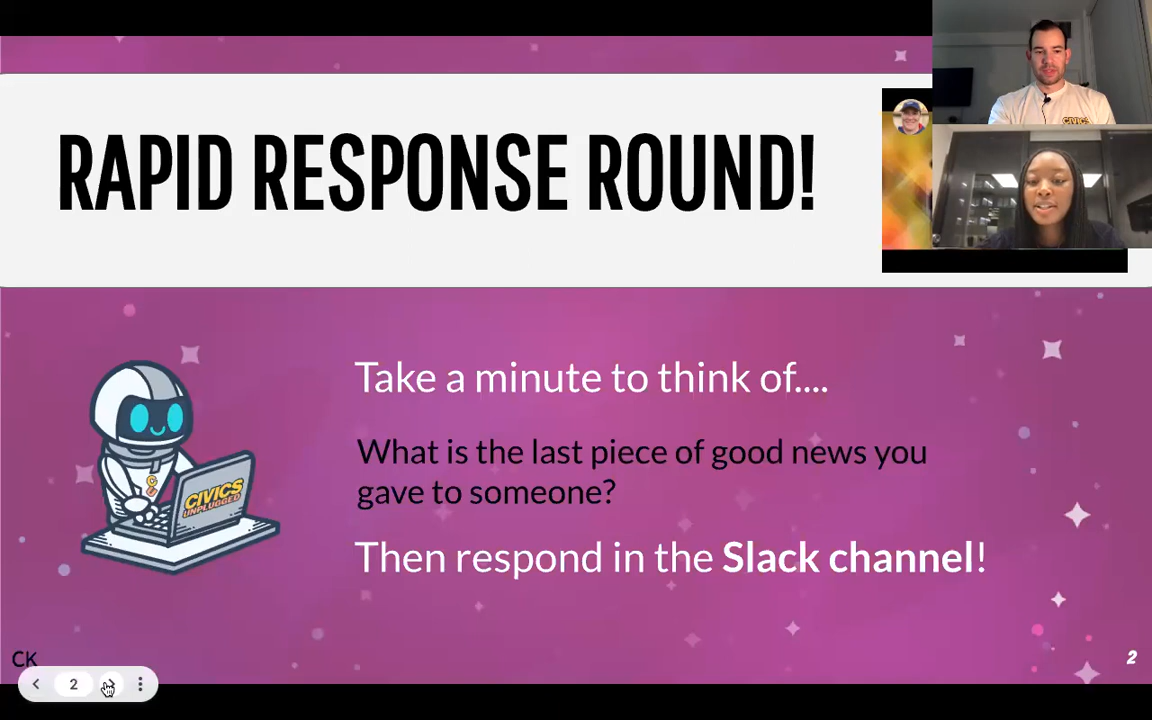 RAPID RESPONSE ROUND!
CIVICS
Take a minute to think of....
What is the last piece of good news you
gave to someone?
CIVICS
UNPLUGGED
Then respond in the Slack channel!
CK
2
2